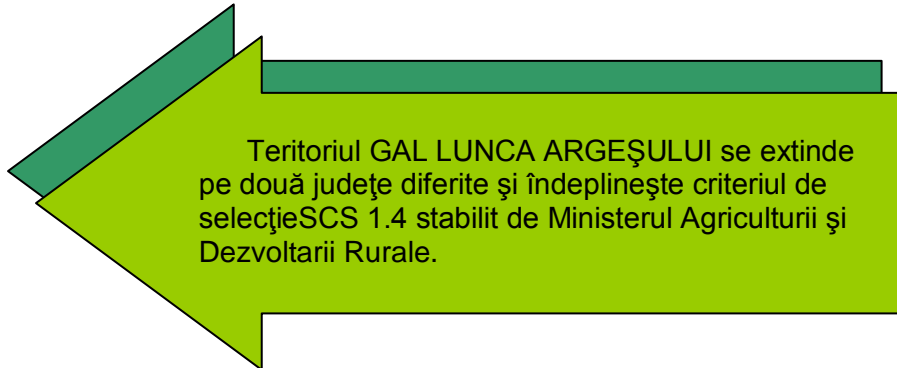 Teritoriul GAL LUNCA ARGEŞULUI se extinde
pe două judeţe diferite şi îndeplineşte criteriul de
selecţieSCS 1.4 stabilit de Ministerul Agriculturii şi
Dezvoltarii Rurale.